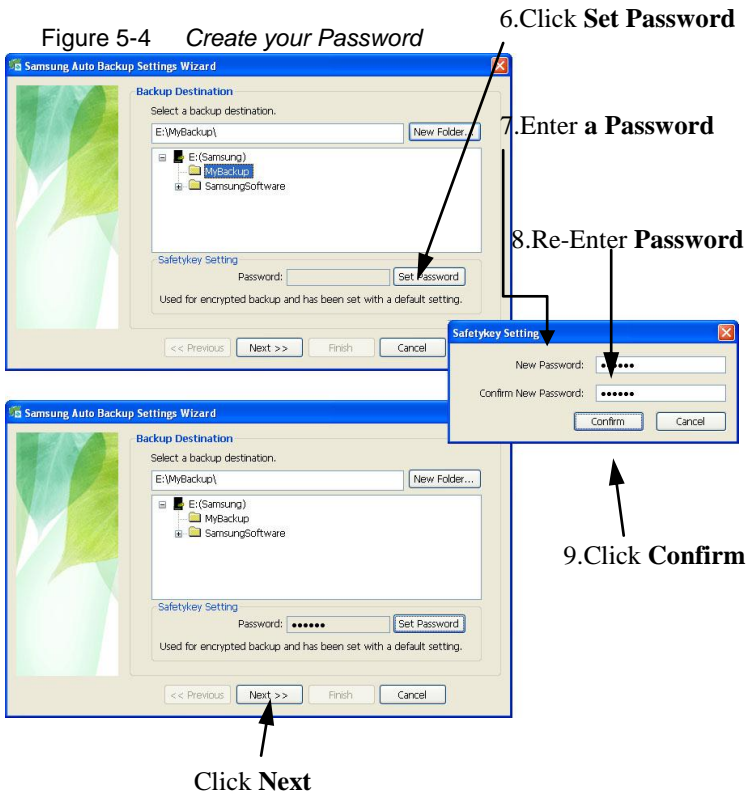 6.Click Set Password
Figure 5-4 Create your Password
Samsung Auto Backup Settings Wizard
Backup Destination
Select a backup destination.
E:\MyBackup\
New Folder...
7.Enter a Password
E:(Samsung)
MyBackup
SamsungSoftware
8.Re-Enter Password
Safetykey Setting
Password:
Set Password
Used for encrypted backup and has been set with a default setting.
<< Previous
Next >>
Finish
Cancel
Safetykey Setting
New Password: ••••••
Confirm New Password: ••••••
Confirm
Cancel
9.Click Confirm
Samsung Auto Backup Settings Wizard
Backup Destination
Select a backup destination.
E:\MyBackup\
New Folder...
E:(Samsung)
MyBackup
SamsungSoftware
Safetykey Setting
Password: ••••••
Set Password
Used for encrypted backup and has been set with a default setting.
<< Previous
Next >>
Finish
Cancel
Click Next